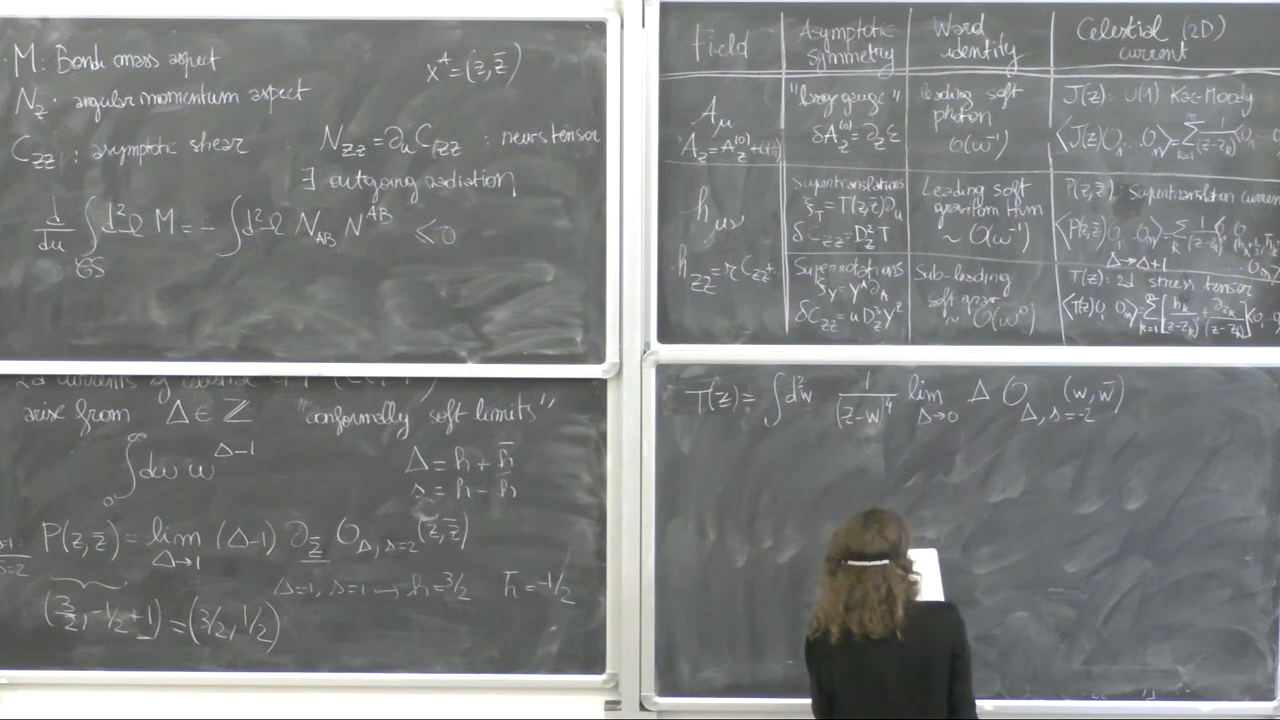 M: Bondi mass aspect
x^A = (z, z̄)
N_z : angular momentum aspect
C_zz : asymptotic shear
N_zz = ∂_u C_zz : news tensor
∃ outgoing radiation
d/du ∫ d²Ω M = - ∫ d²Ω N_AB N^AB ≤ 0
arise from Δ ∈ ℤ "conformally soft limits"
∫_0^∞ dω ω^{Δ-1}
Δ = h + h̄
s = h - h̄
P(z, z̄) = lim_{Δ→1} (Δ-1) ∂_z̄ O_{Δ, s=2} (z, z̄)
Δ=1, s=1 → h = 3/2 h̄ = -1/2
(3/2, -1/2+1) = (3/2, 1/2)
Field
Asymptotic symmetry
Ward identity
Celestial (2D) current
A_μ
A_z = A_z^{(0)} +
"large gauge"
δA_z^{(0)} = ∂_z ε
leading soft
photon
O(ω^{-1})
J(z): U(1) Kac-Moody
⟨J(z) O_1 ... O_n⟩ = Σ_{k=1}^n 1/(z-z_k)
h_μν
h_zz = r C_zz +
Supertranslations
ξ_T = T(z, z̄) ∂_u
δ C_zz = D_z² T
Leading soft
graviton thm
~ O(ω^{-1})
P(z, z̄) : supertranslation current
Δ→Δ+1
Superrotations
ξ_Y = Y^A ∂_A
δC_zz = u D_z³ Y^z
Sub-leading
soft grav
~ O(ω^0)
T(z): 2d stress tensor
T(z) = ∫ d²w 1/(z-w)^4 lim_{Δ→0} Δ O_{Δ, s=-2} (w, w̄)